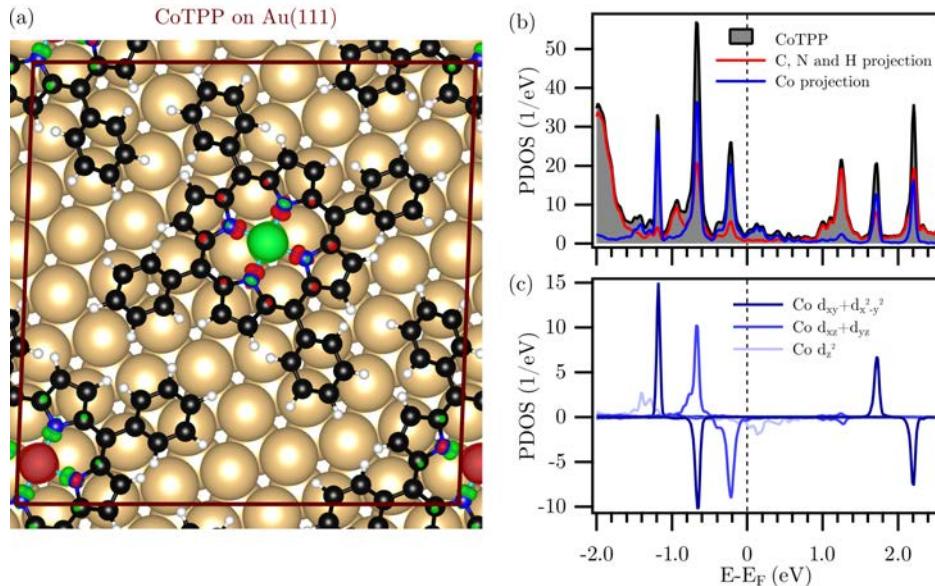 (a)
CoTPP on Au(111)
(b)
PDOS (1/eV)
50
40
30
20
10
0
CoTPP
C, N and H projection
Co projection
(c)
PDOS (1/eV)
15
10
5
0
-5
-10
Co d_xy+d_x²-y²
Co d_xz+d_yz
Co d_z²
-2.0 -1.0 0 1.0 2.0
E-E_F (eV)